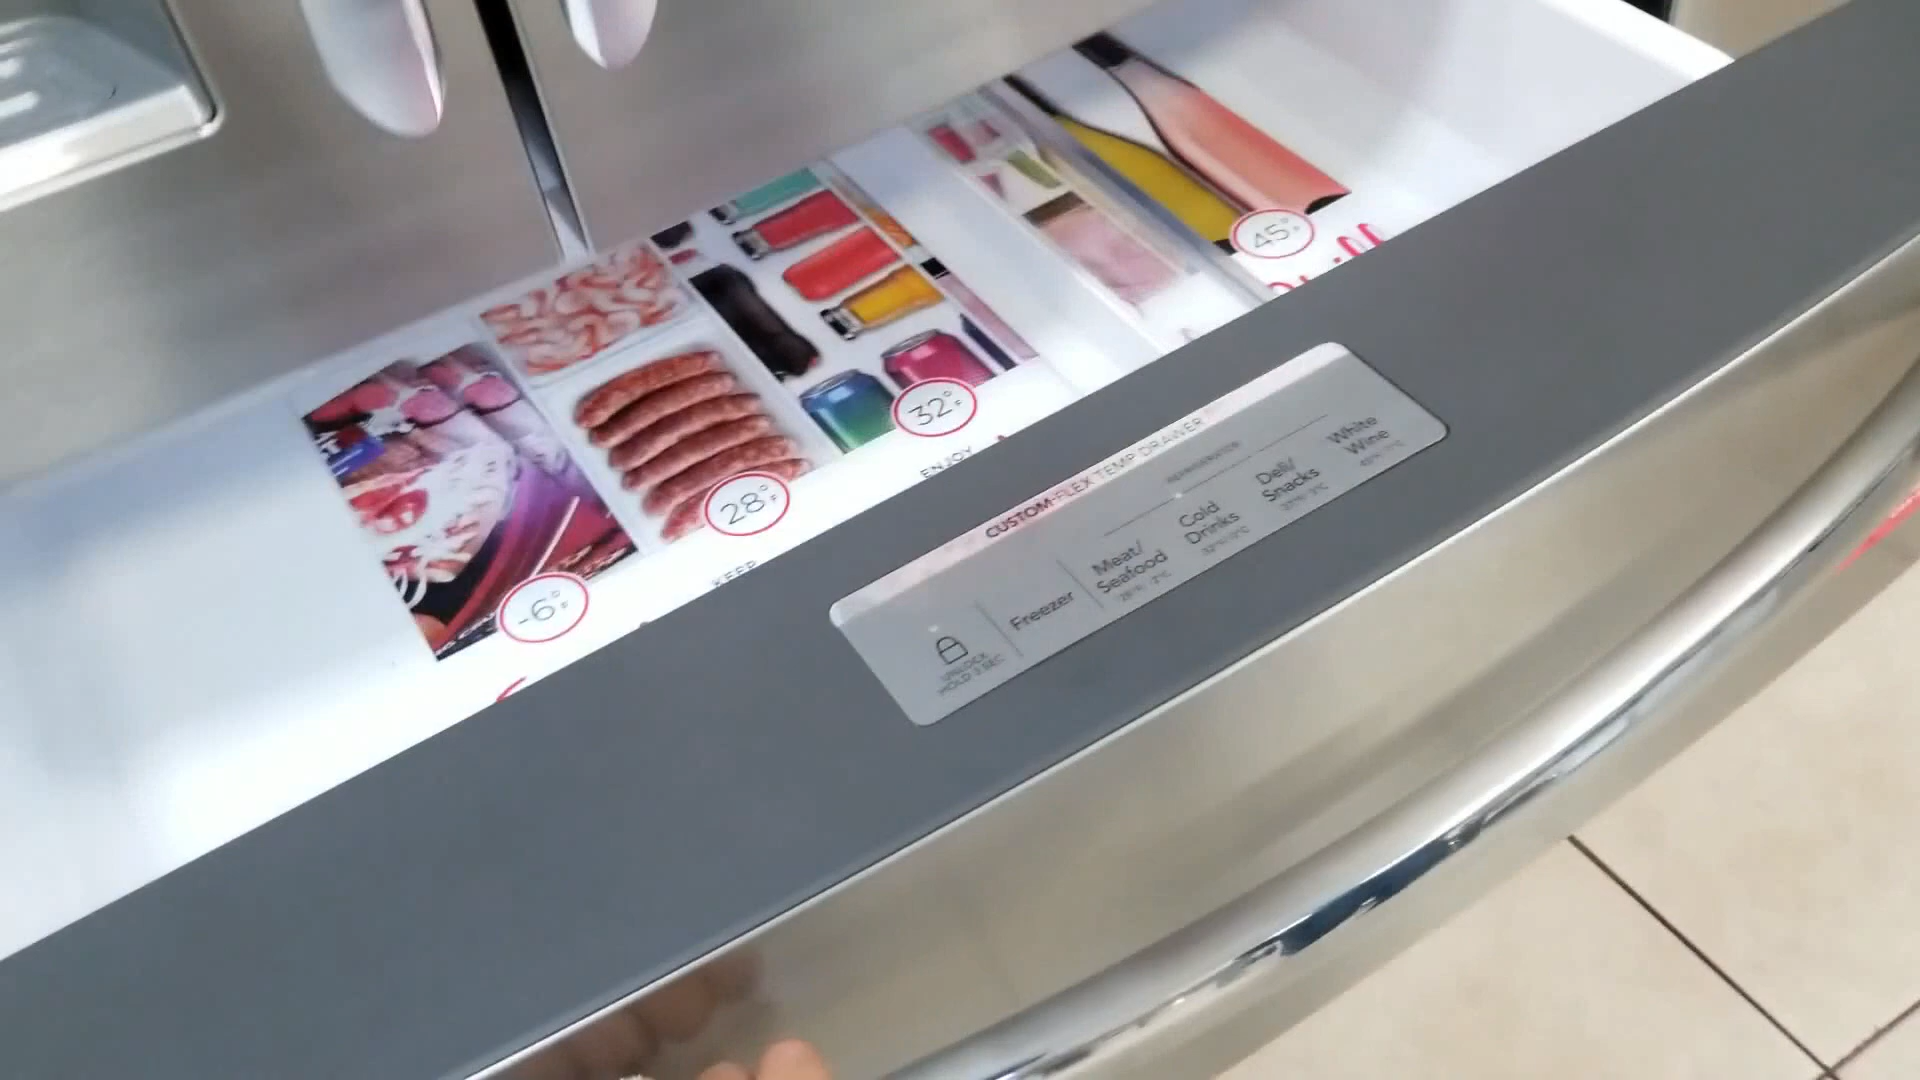 45°F
32°F
ENJOY
28°F
KEEP
-6°F
CUSTOM-FLEX TEMP DRAWER
REFRIGERATOR
White
Wine
Deli/
Snacks
Cold
Drinks
Meat/
Seafood
Freezer
UNLOCK
HOLD 3 SEC